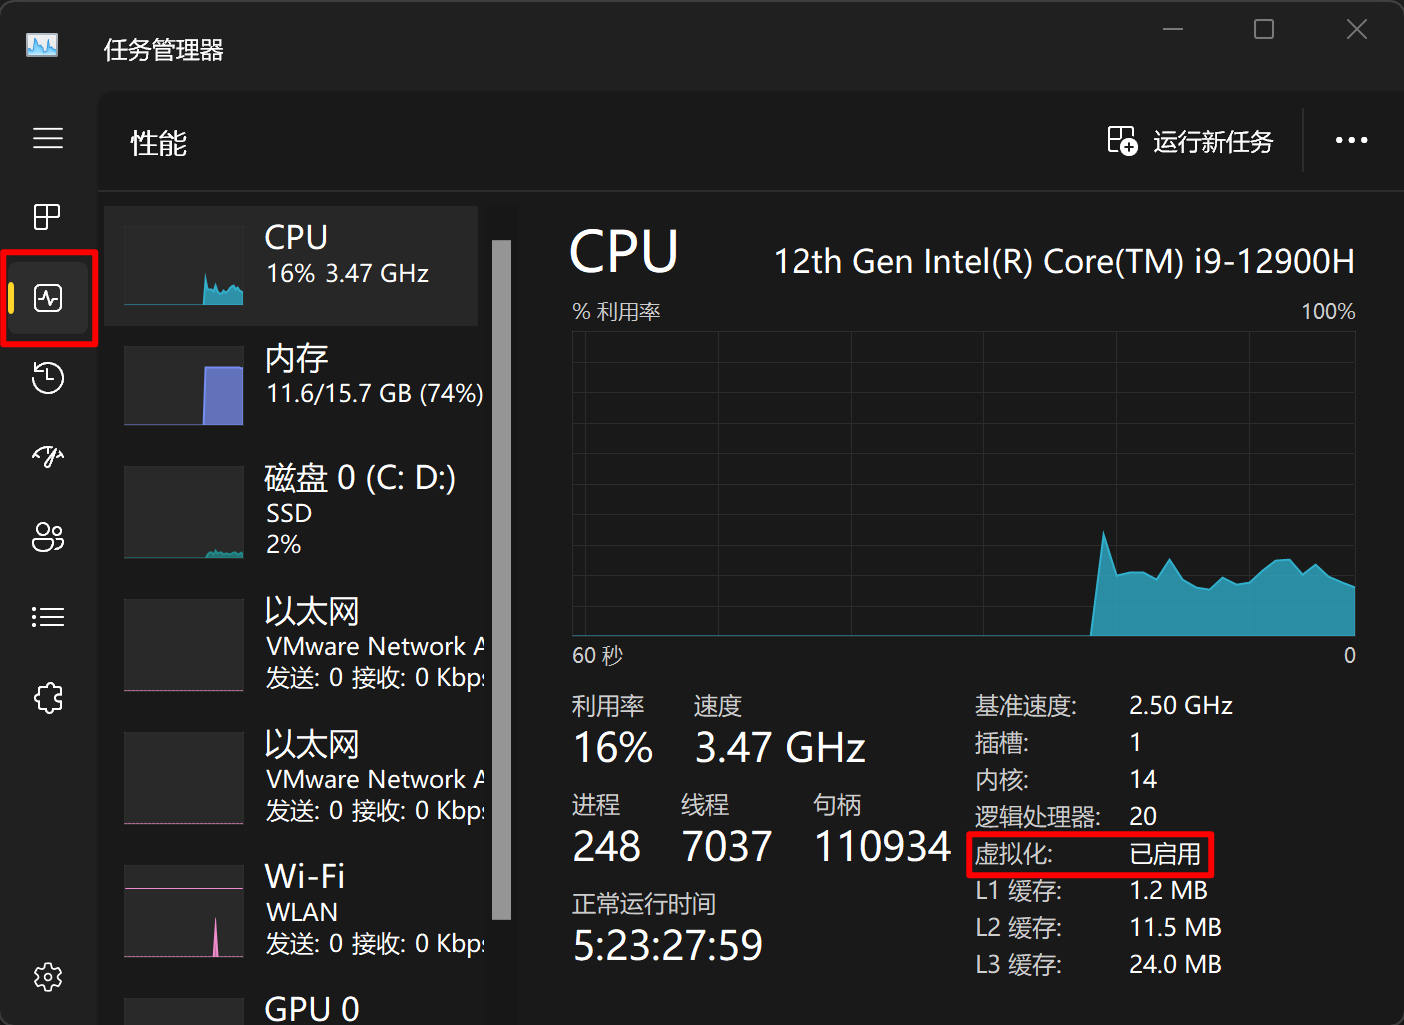 任务管理器
性能
运行新任务
CPU
16% 3.47 GHz
内存
11.6/15.7 GB (74%)
磁盘 0 (C: D:)
SSD
2%
以太网
VMware Network A
发送: 0 接收: 0 Kbps
以太网
VMware Network A
发送: 0 接收: 0 Kbps
Wi-Fi
WLAN
发送: 0 接收: 0 Kbps
GPU 0
CPU
12th Gen Intel(R) Core(TM) i9-12900H
% 利用率
100%
60 秒
0
利用率 速度
16% 3.47 GHz
进程 线程 句柄
248 7037 110934
正常运行时间
5:23:27:59
基准速度: 2.50 GHz
插槽: 1
内核: 14
逻辑处理器: 20
虚拟化: 已启用
L1 缓存: 1.2 MB
L2 缓存: 11.5 MB
L3 缓存: 24.0 MB